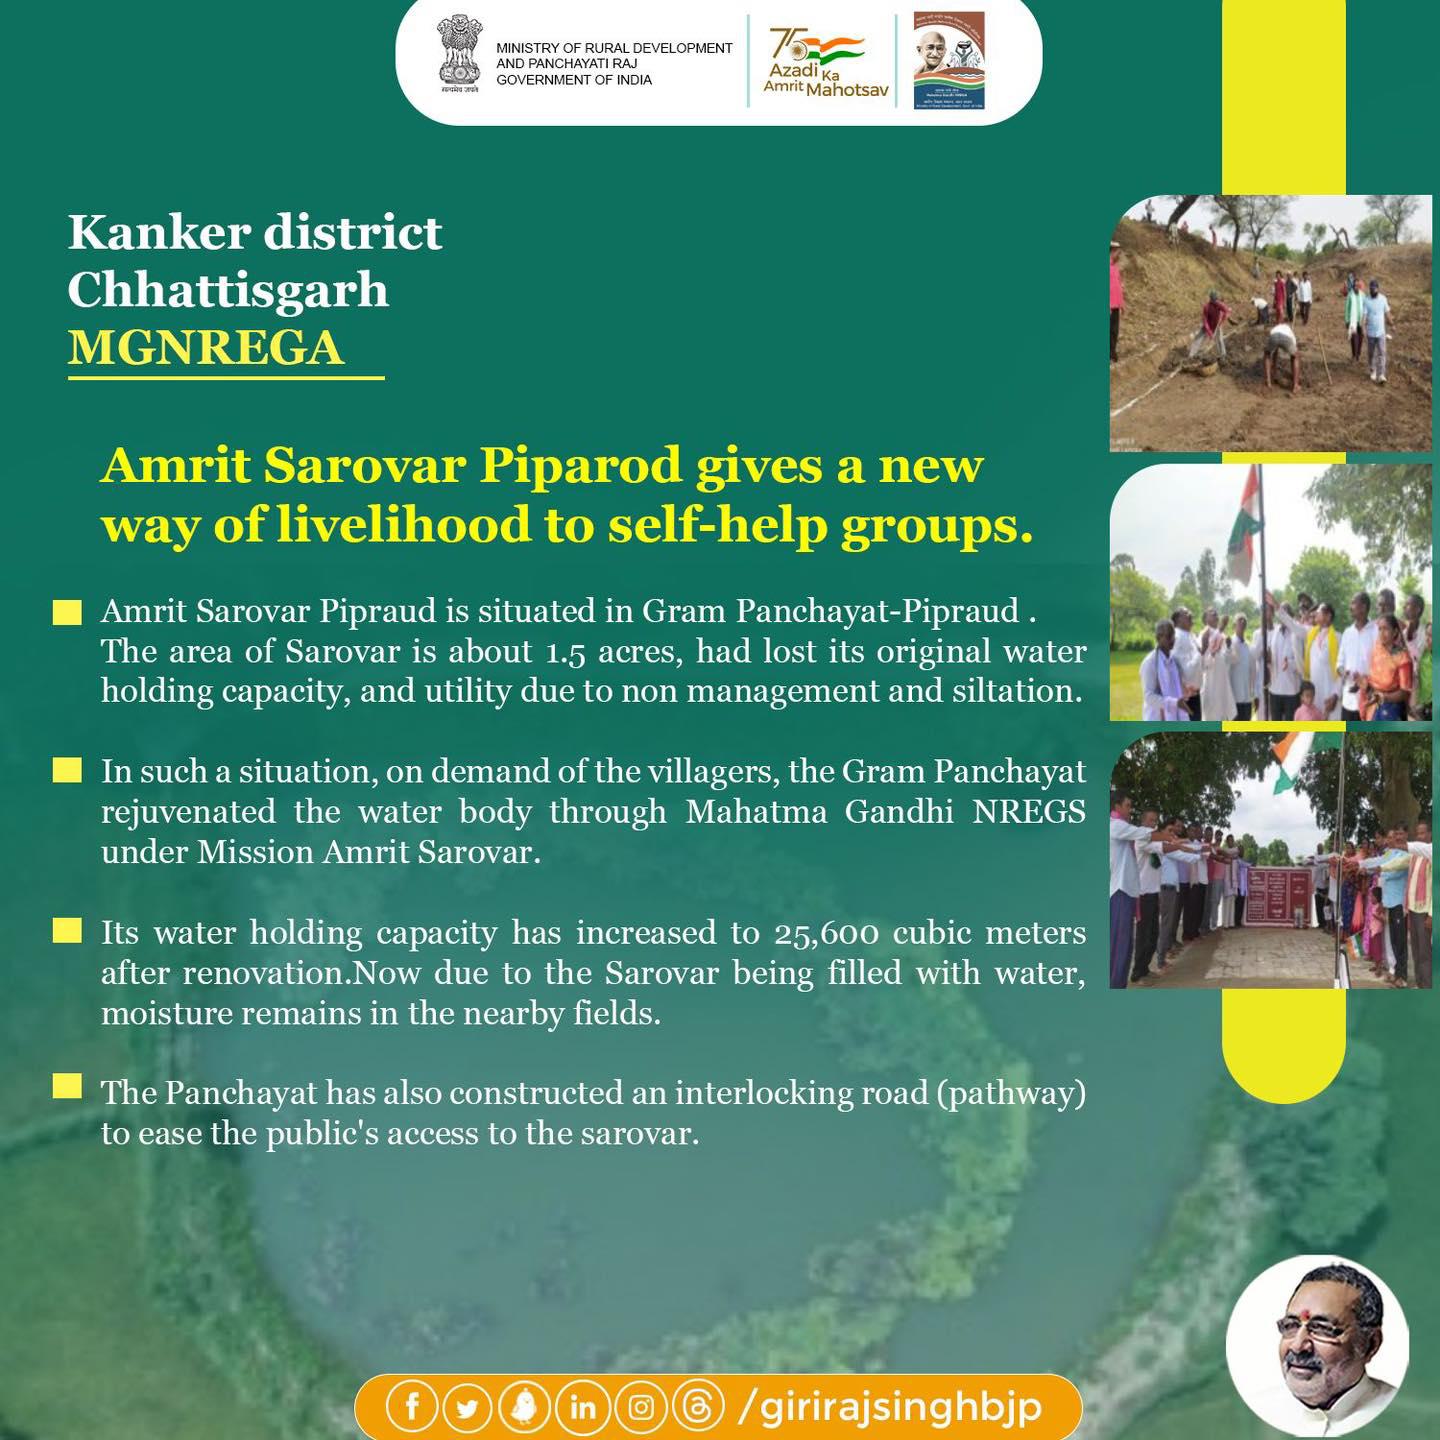 सत्यमेव जयते
MINISTRY OF RURAL DEVELOPMENT
AND PANCHAYATI RAJ
GOVERNMENT OF INDIA
75
Azadi Ka
Amrit Mahotsav
Kanker district
Chhattisgarh
MGNREGA
Amrit Sarovar Piparod gives a new
way of livelihood to self-help groups.
Amrit Sarovar Pipraud is situated in Gram Panchayat-Pipraud .
The area of Sarovar is about 1.5 acres, had lost its original water
holding capacity, and utility due to non management and siltation.
In such a situation, on demand of the villagers, the Gram Panchayat
rejuvenated the water body through Mahatma Gandhi NREGS
under Mission Amrit Sarovar.
Its water holding capacity has increased to 25,600 cubic meters
after renovation.Now due to the Sarovar being filled with water,
moisture remains in the nearby fields.
The Panchayat has also constructed an interlocking road (pathway)
to ease the public's access to the sarovar.
/girirajsinghbjp